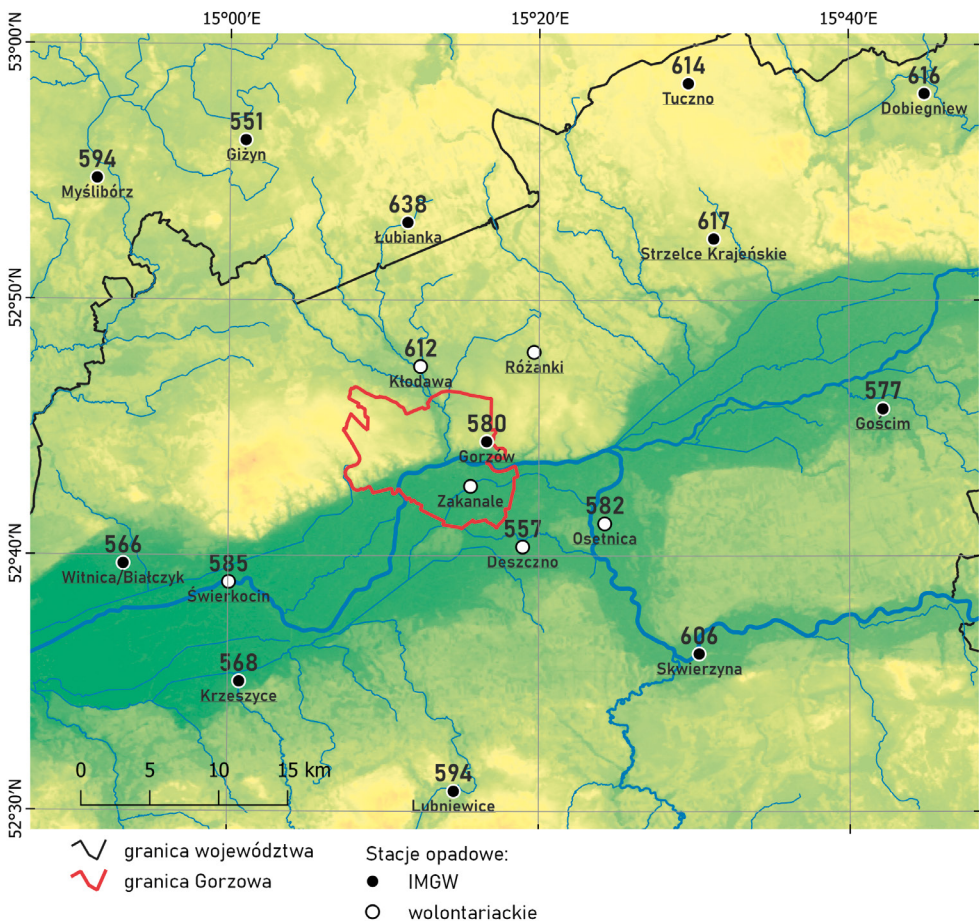 15°00'E 15°20'E 15°40'E
53°00'N
614
Tuczno
616
Dobiegniew
551
Giżyn
594
Myślibórz
638
Łubianka
617
Strzelce Krajeńskie
52°50'N
612
Kłodawa
Różanki
577
Gościm
580
Gorzów
Zakanale
582
Osetnica
557
Deszczno
52°40'N
566
Witnica/Białczyk
585
Świerkocin
606
Skwierzyna
568
Krzeszyce
594
Lubniewice
0 5 10 15 km
52°30'N
granica województwa
granica Gorzowa
Stacje opadowe:
IMGW
wolontariackie